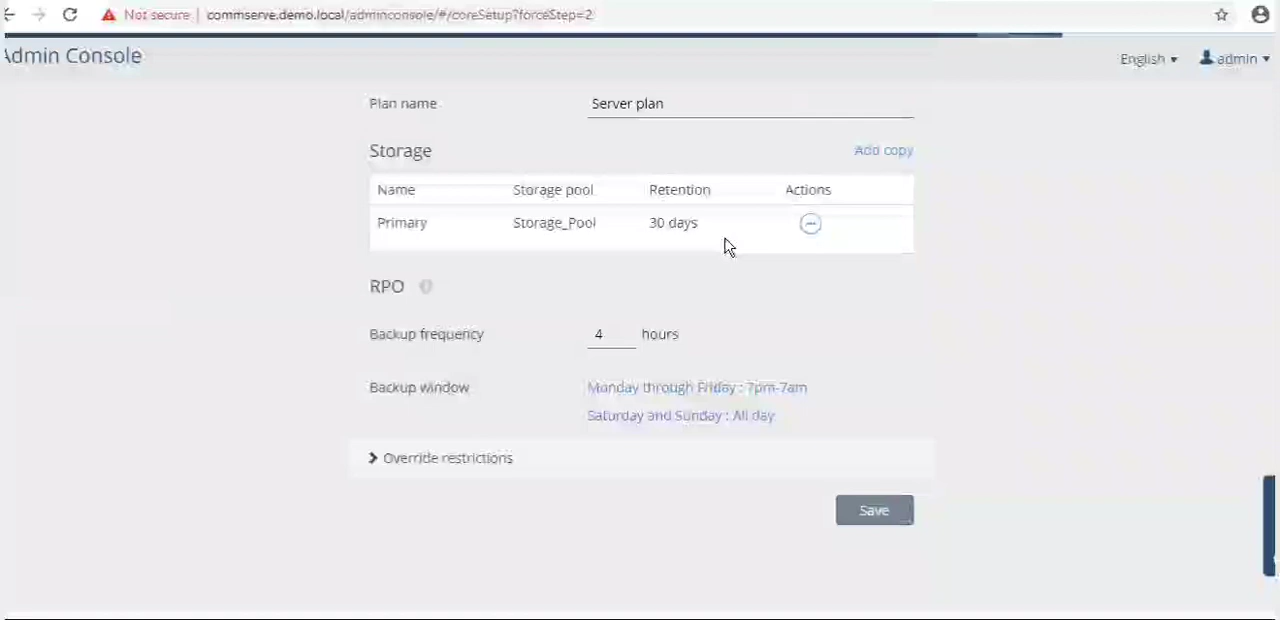 Not secure | commserve.demo.local/adminconsole/#/coreSetup?forceStep=2
Admin Console
English
admin
Plan name
Server plan
Storage
Add copy
Name Storage pool Retention Actions
Primary Storage_Pool 30 days
RPO
Backup frequency 4 hours
Backup window Monday through Friday : 7pm-7am
Saturday and Sunday : All day
Override restrictions
Save